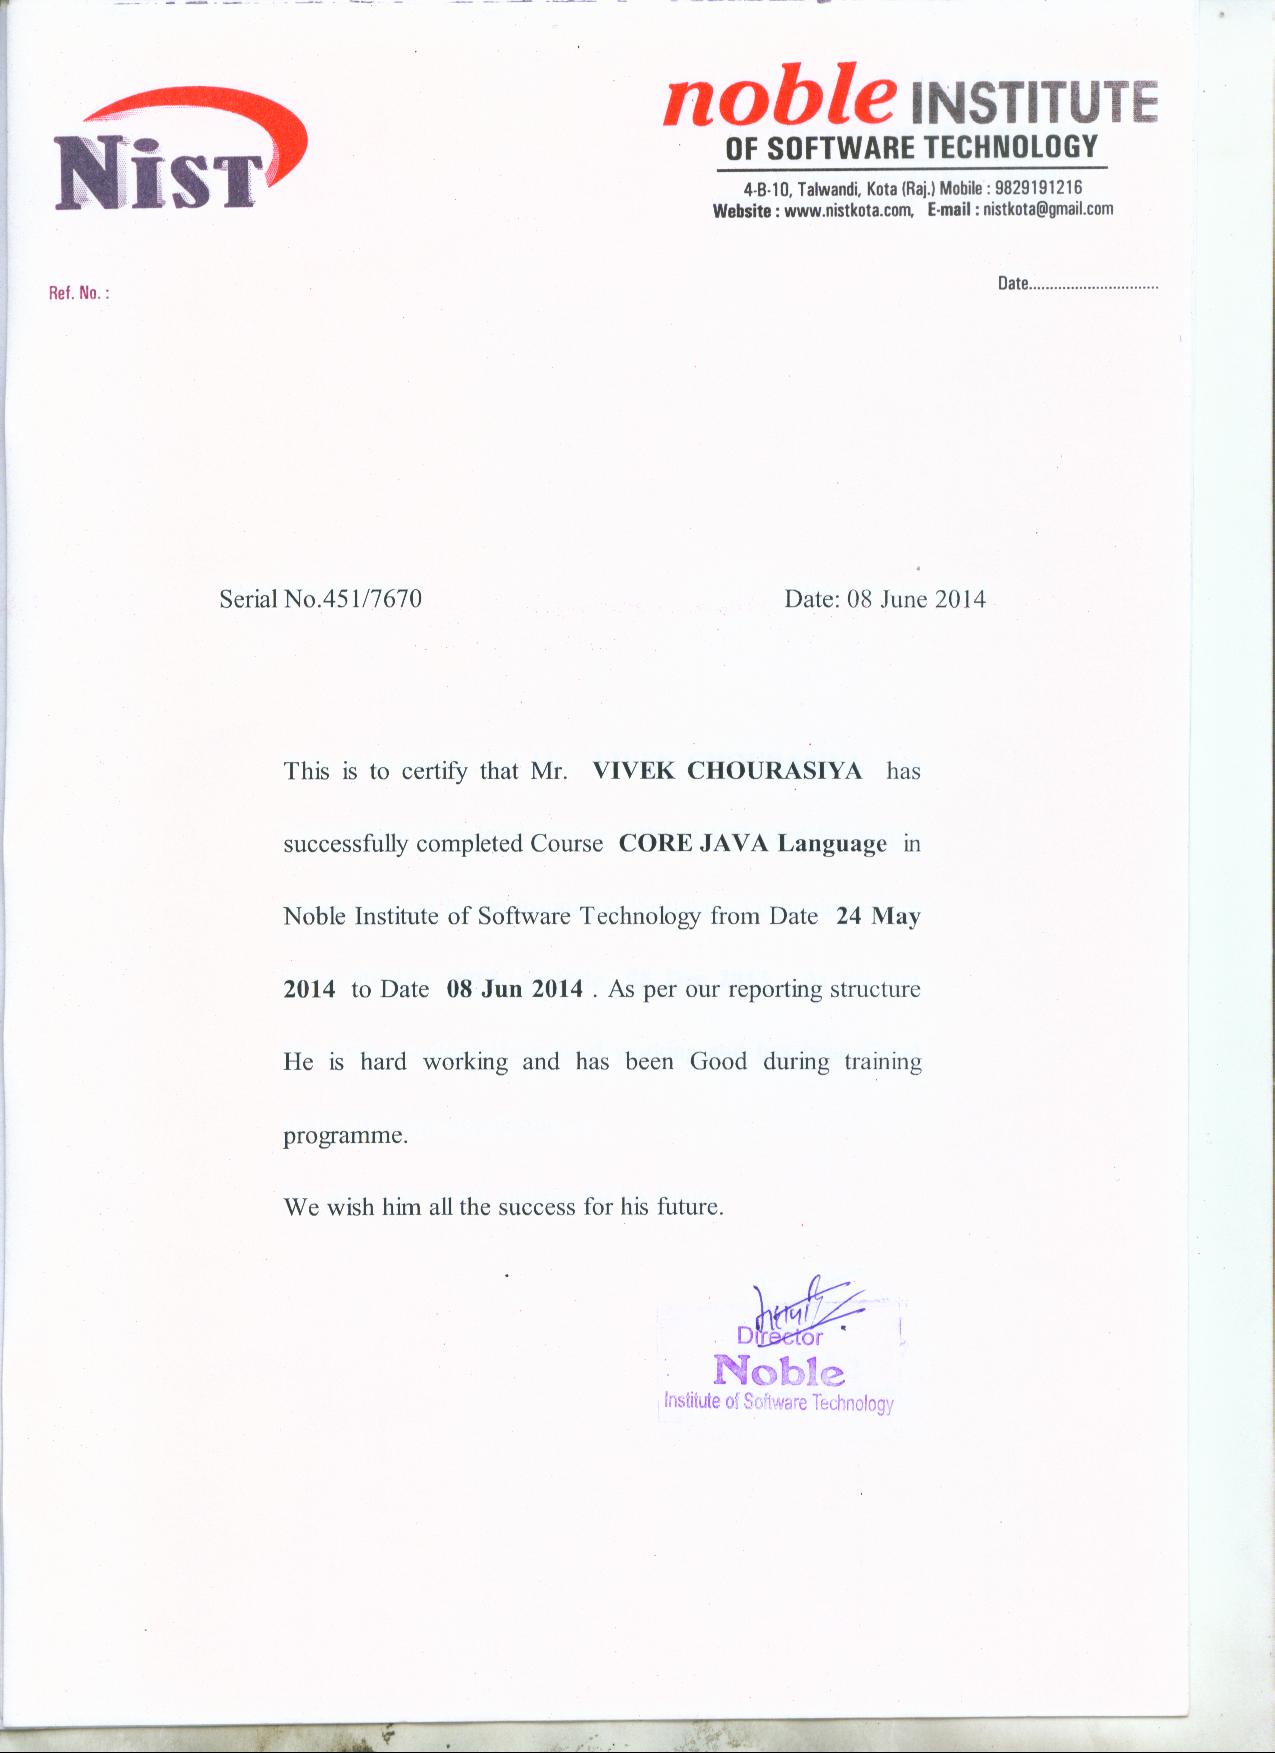 NiST
noble INSTITUTE
OF SOFTWARE TECHNOLOGY
4-B-10, Talwandi, Kota (Raj.) Mobile : 9829191216
Website : www.nistkota.com, E-mail : nistkota@gmail.com
Ref. No. :
Date...............................
Serial No.451/7670
Date: 08 June 2014
This is to certify that Mr. VIVEK CHOURASIYA has
successfully completed Course CORE JAVA Language in
Noble Institute of Software Technology from Date 24 May
2014 to Date 08 Jun 2014 . As per our reporting structure
He is hard working and has been Good during training
programme.
We wish him all the success for his future.
Director
Noble
Institute of Software Technology